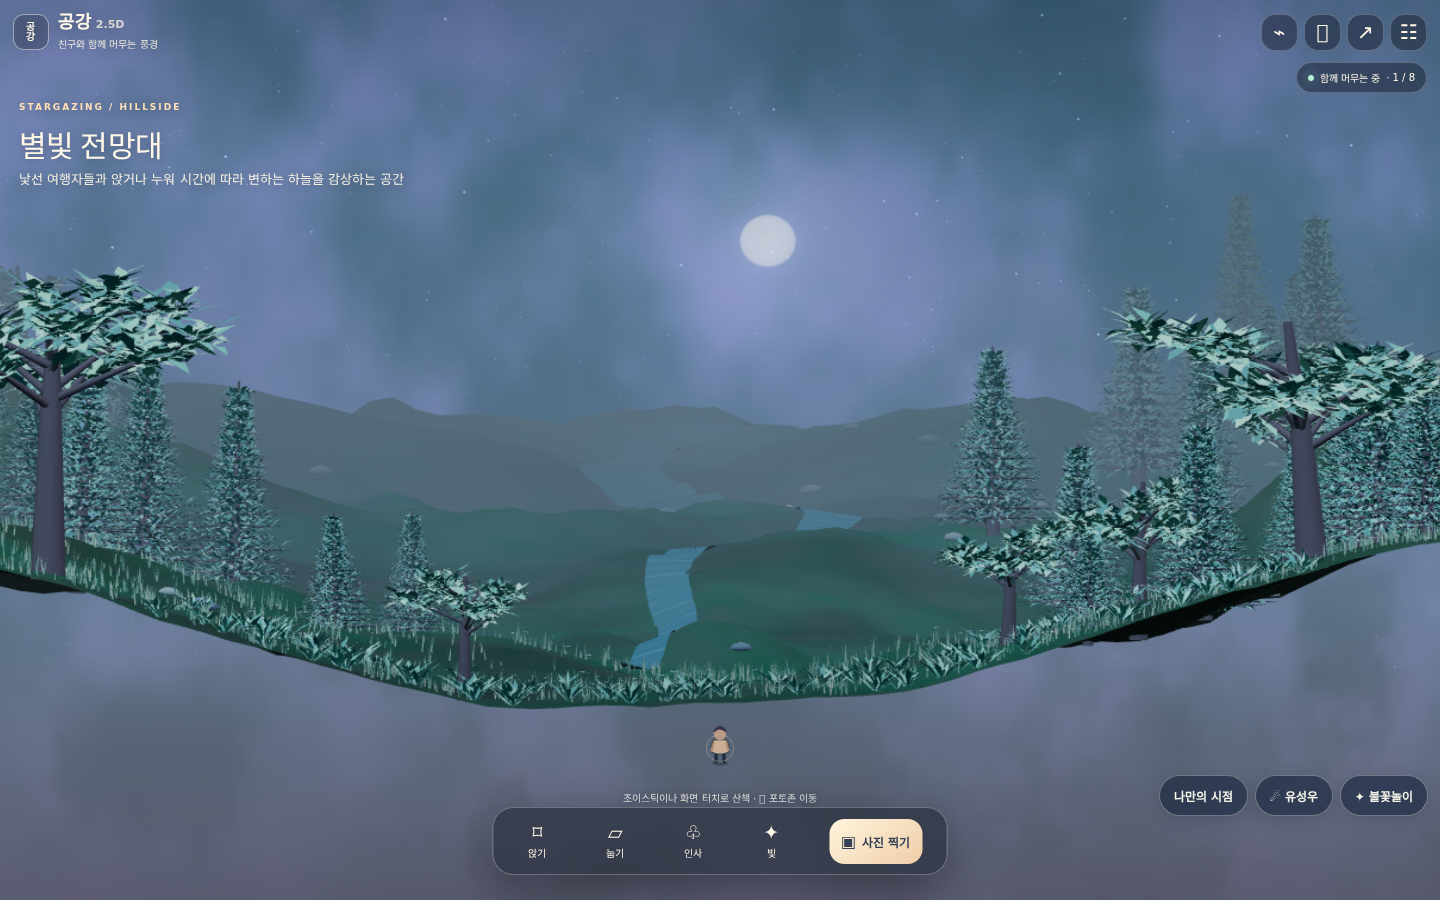 공강
공강 2.5D
친구와 함께 머무는 풍경
함께 머무는 중 · 1 / 8
STARGAZING / HILLSIDE
별빛 전망대
낯선 여행자들과 앉거나 누워 시간에 따라 변하는 하늘을 감상하는 공간
나만의 시점
☄ 유성우
✦ 불꽃놀이
조이스틱이나 화면 터치로 산책 · 포토존 이동
앉기
눕기
인사
빛
사진 찍기